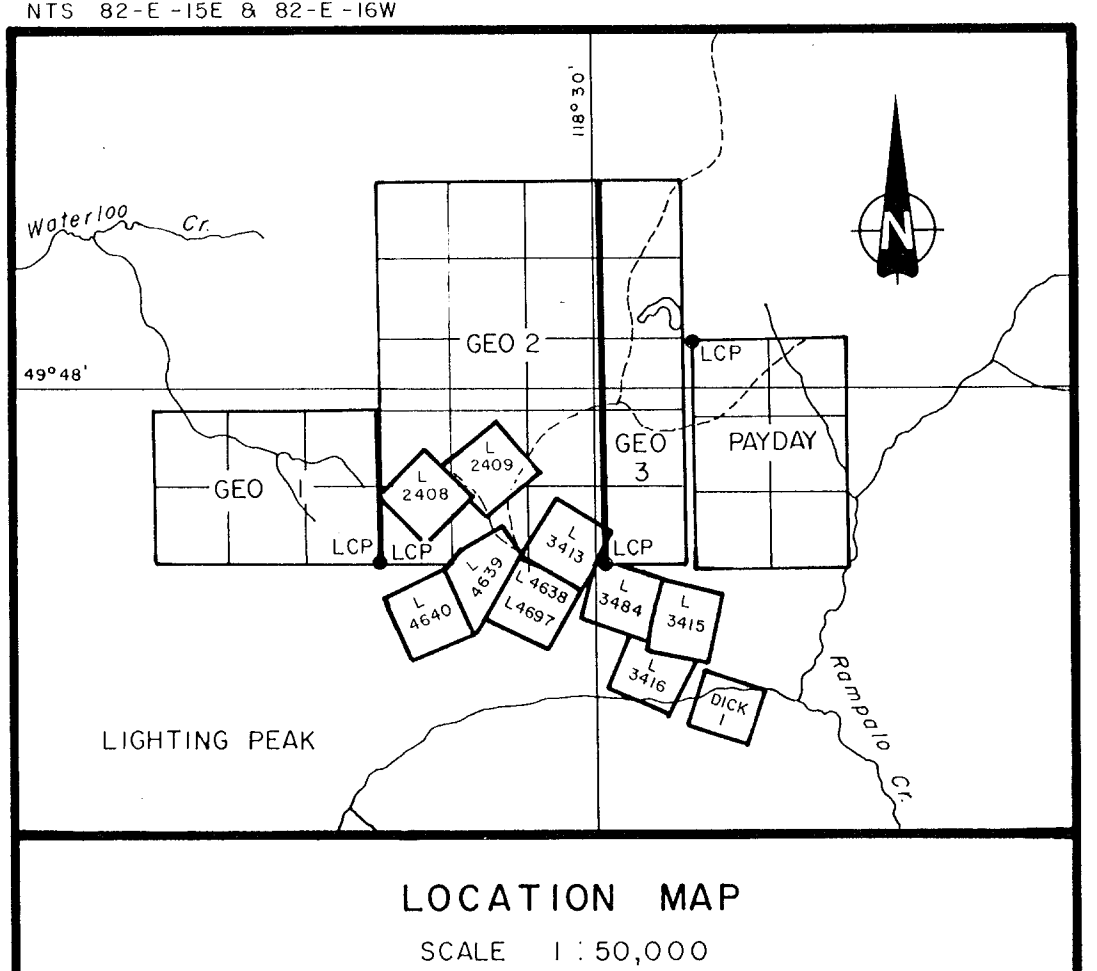 NTS 82-E-15E & 82-E-16W
118° 30'
Waterloo Cr.
N
GEO 2
LCP
49° 48'
GEO 3
PAYDAY
L 2409
L 2408
GEO 1
LCP
LCP
L 3413
LCP
L 4639
L 4638
L 4697
L 4640
L 3484
L 3415
L 3416
DICK 1
Rampalo Cr.
LIGHTING PEAK
LOCATION MAP
SCALE 1:50,000